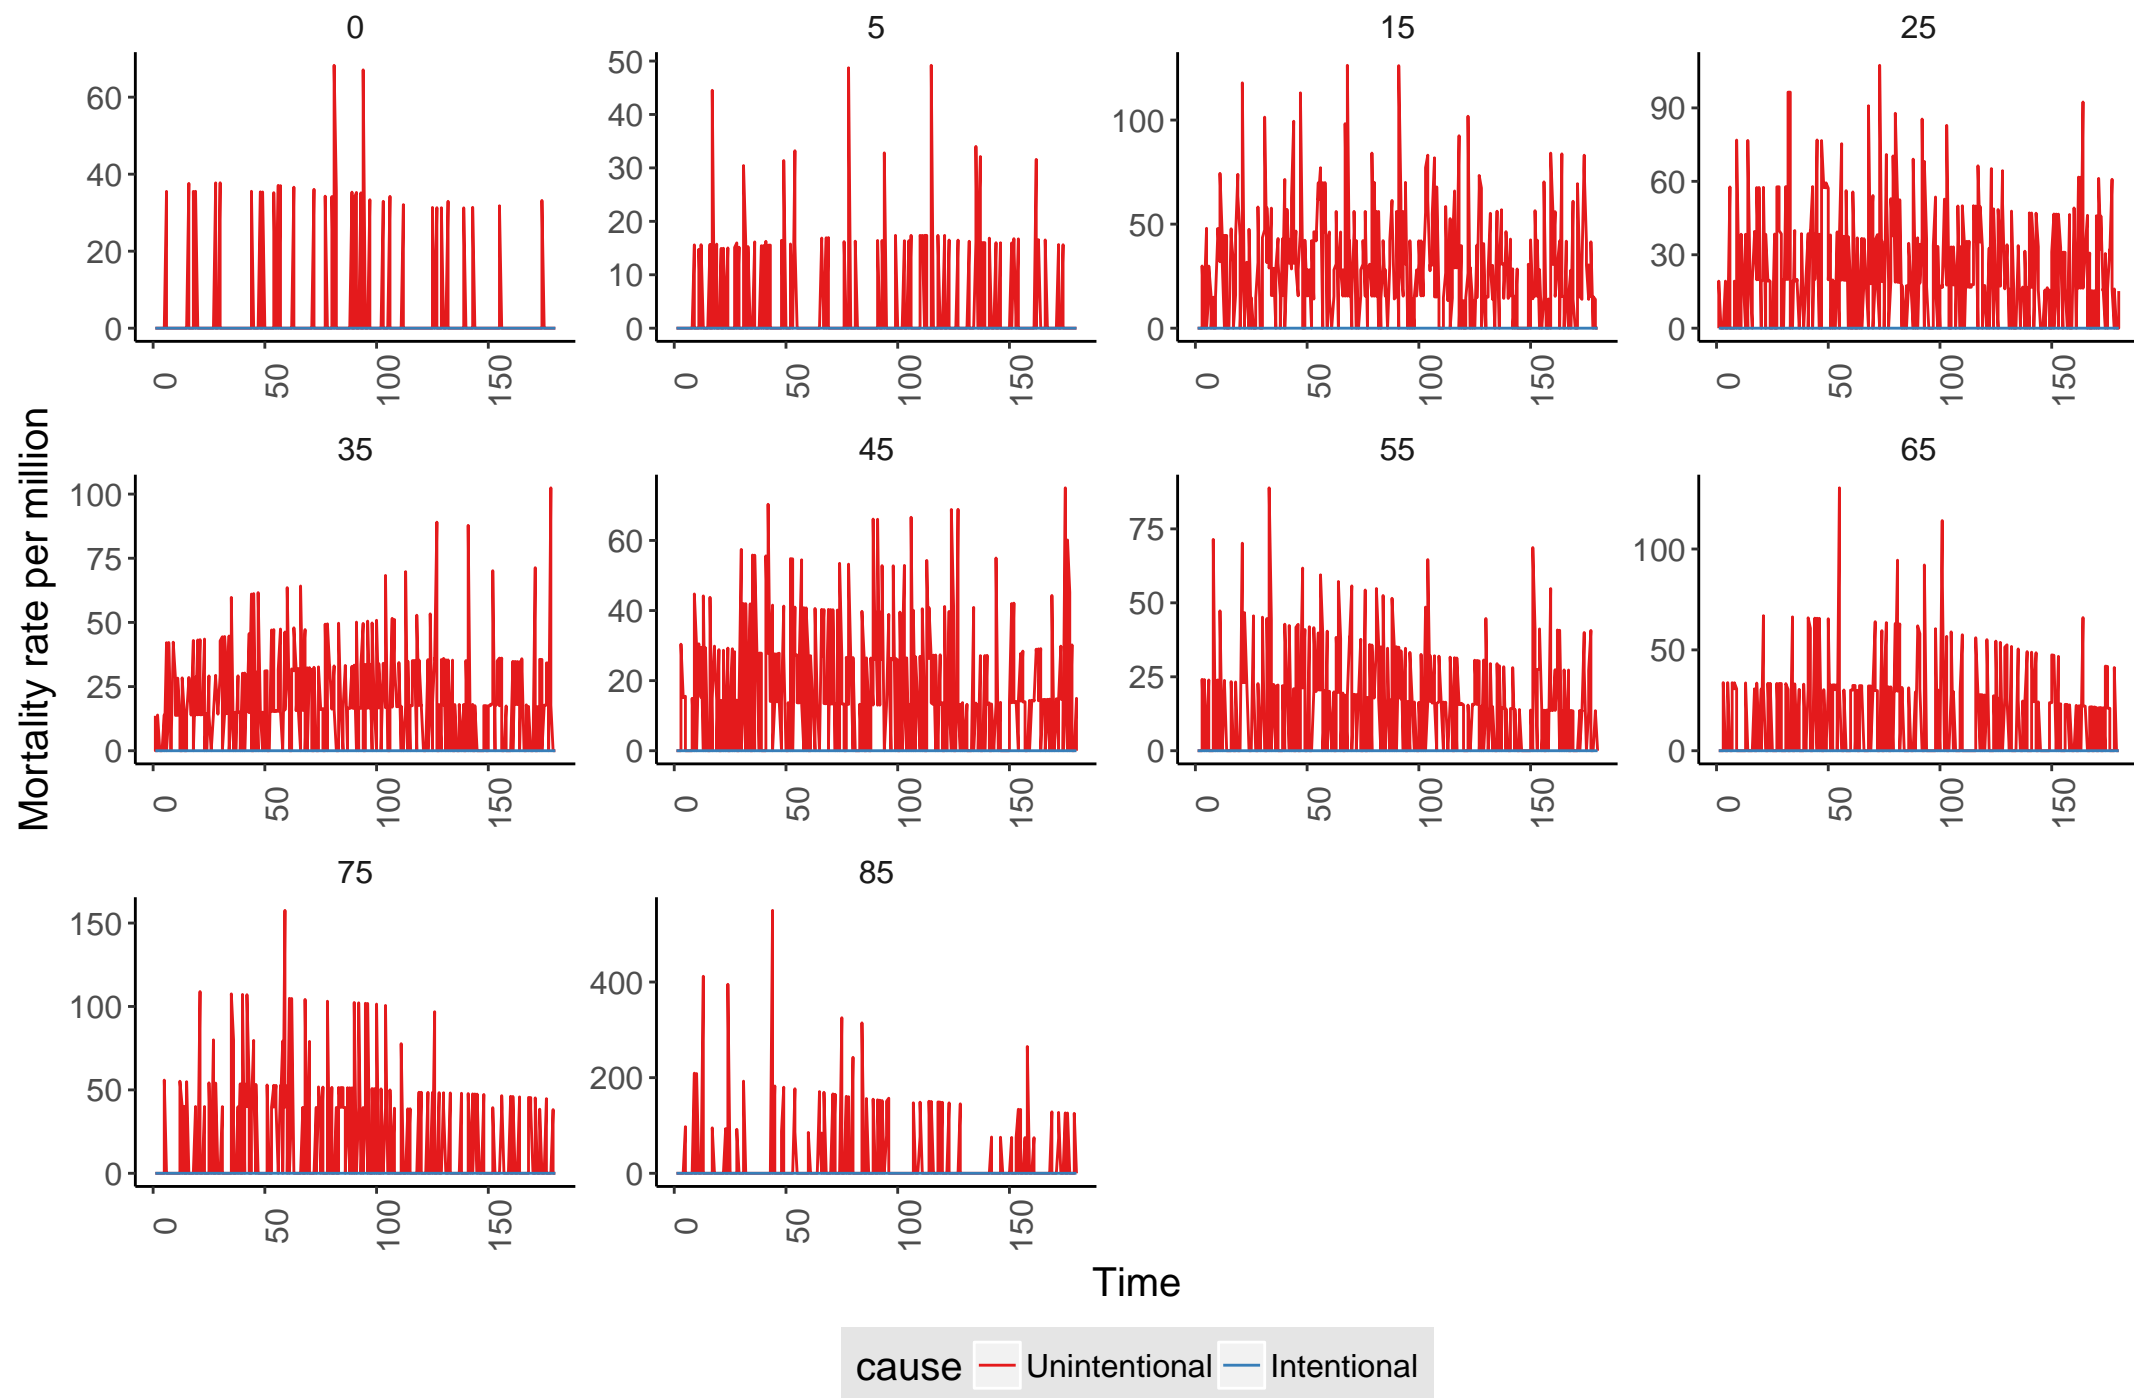 0 5 15 25
60 40 20 0
50 40 30 20 10 0
100 50 0
90 60 30 0
0 50 100 150 0 50 100 150 0 50 100 150 0 50 100 150
Mortality rate per million
35 45 55 65
100 75 50 25 0
60 40 20 0
75 50 25 0
100 50 0
0 50 100 150 0 50 100 150 0 50 100 150 0 50 100 150
75 85
150 100 50 0
400 200 0
0 50 100 150 0 50 100 150
Time
cause Unintentional Intentional